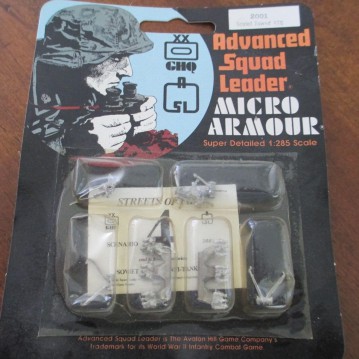 XX
GHQ
A
Advanced
Squad
Leader
MICRO
ARMOUR
Super Detailed 1:285 Scale
STREETS OF
SCENARIO
SOVIET
Advanced Squad Leader is The Avalon Hill Game Company's
Trademark for its World War II Infantry Combat Game